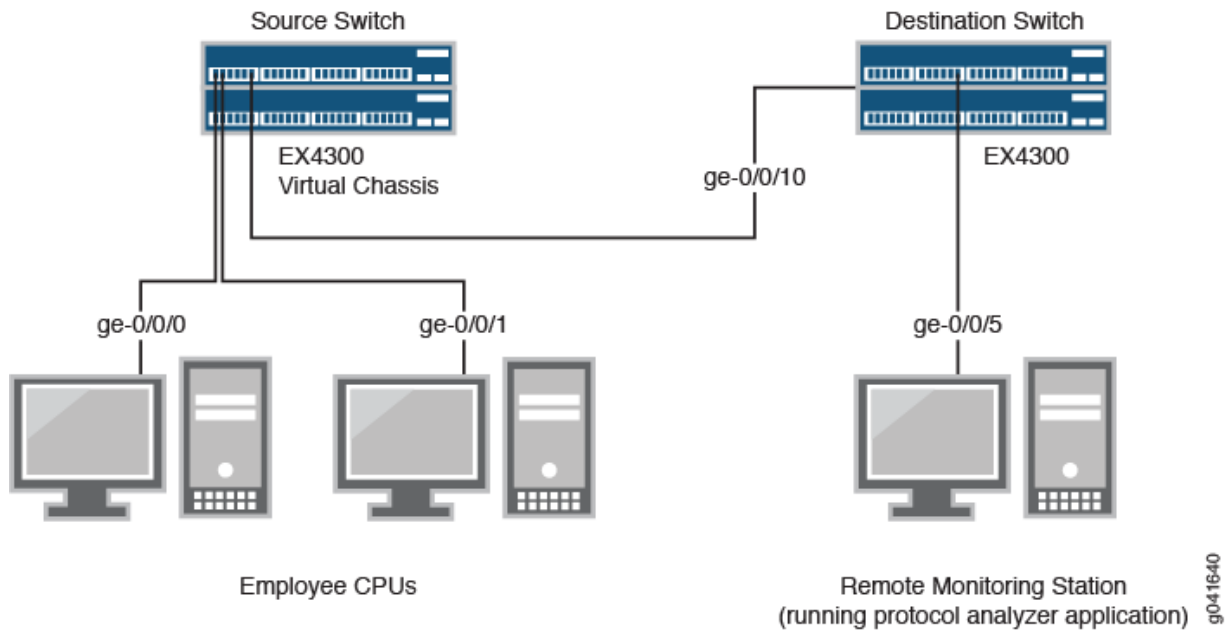 Source Switch
Destination Switch
EX4300
Virtual Chassis
EX4300
ge-0/0/10
ge-0/0/0
ge-0/0/1
ge-0/0/5
Employee CPUs
Remote Monitoring Station
(running protocol analyzer application)
g041640